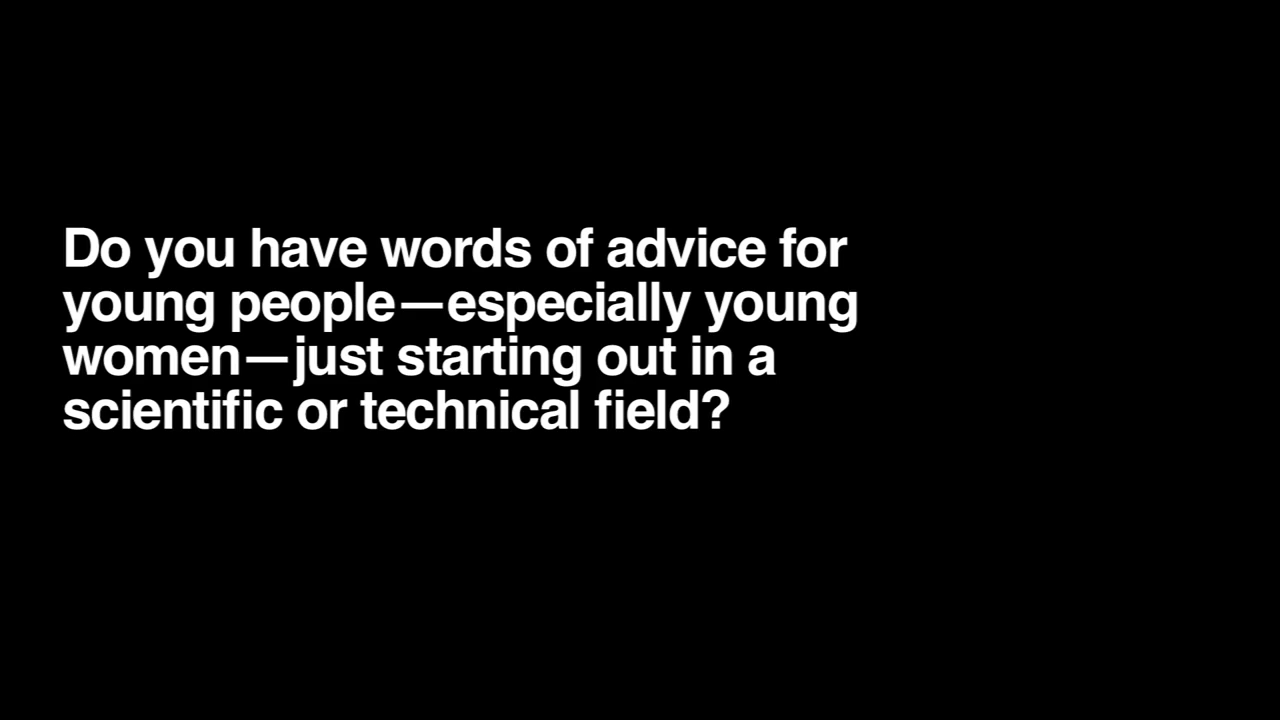 Do you have words of advice for
young people—especially young
women—just starting out in a
scientific or technical field?